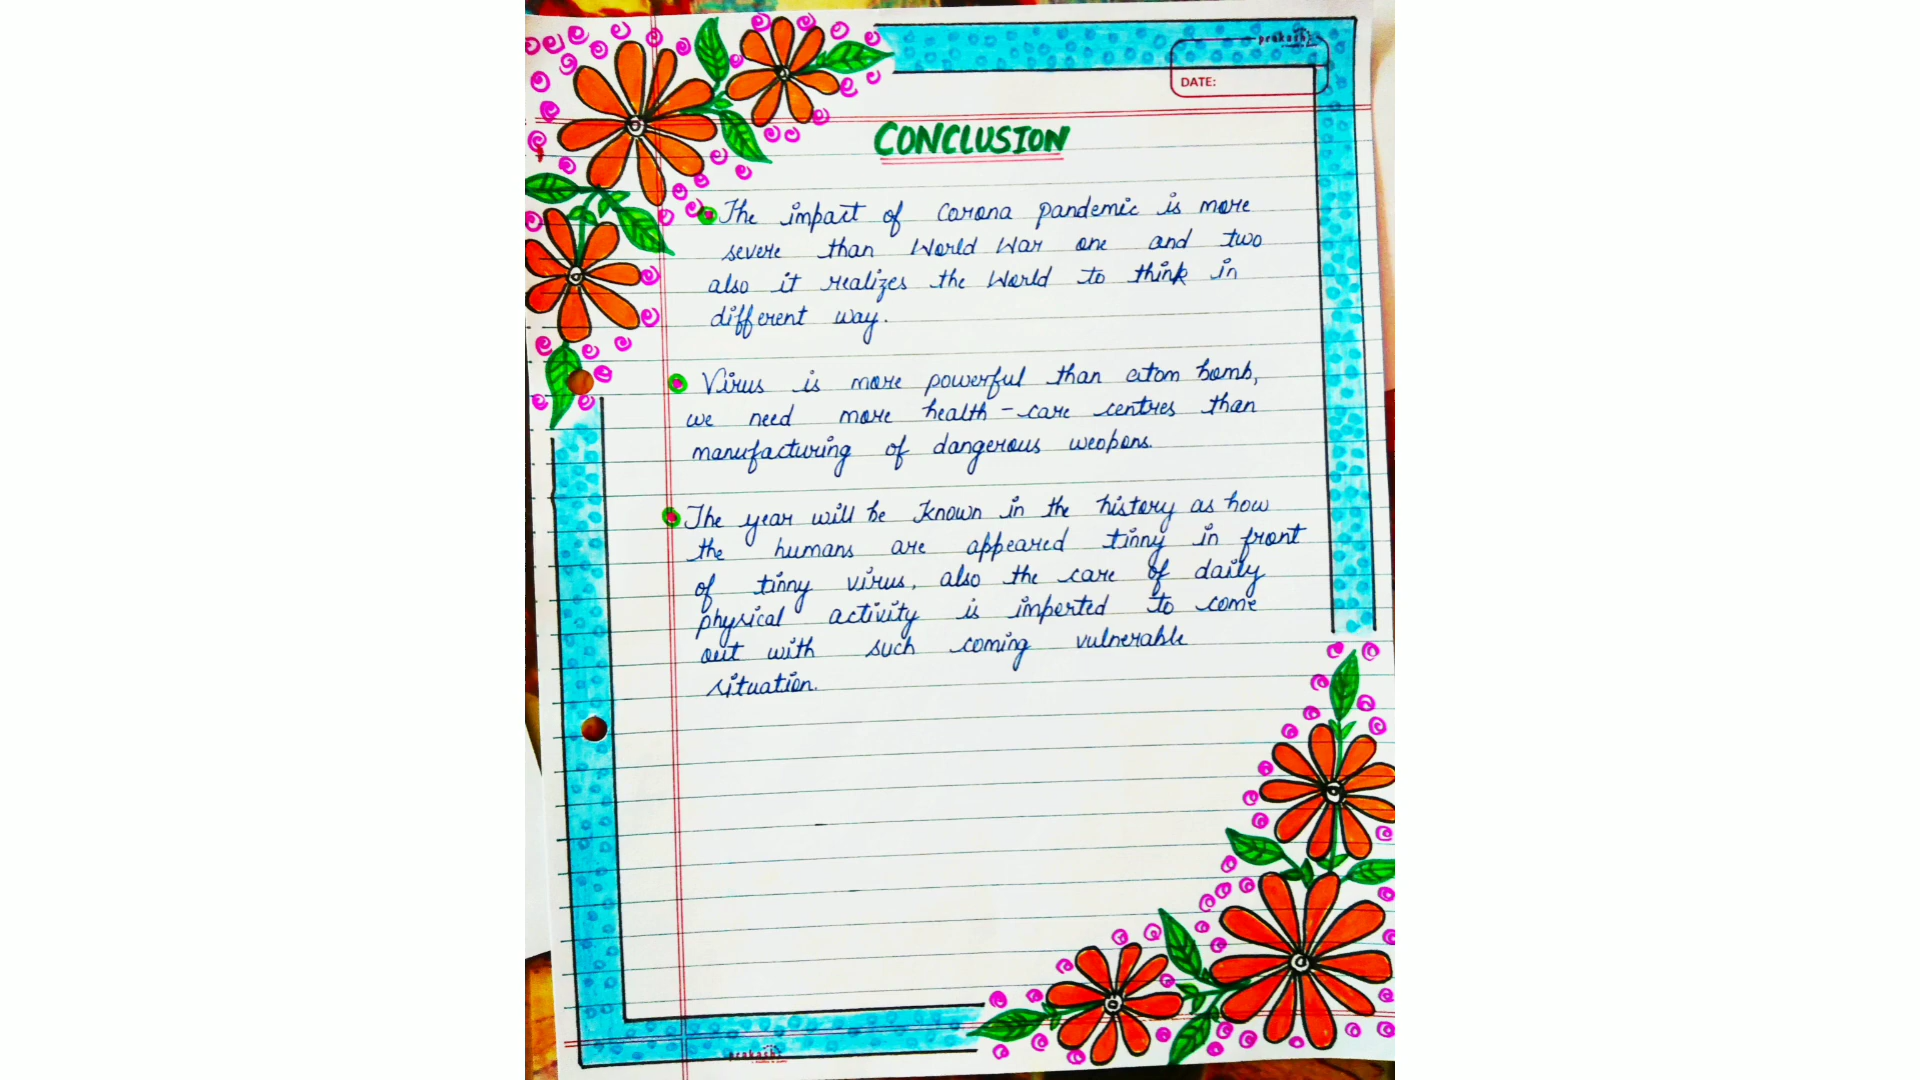 prakash
DATE:
CONCLUSION
The impact of Corona pandemic is more
severe than World War one and two
also it realizes the World to think in
different way.
Virus is more powerful than atom bomb,
we need more health-care centres than
manufacturing of dangerous weopons.
The year will be Known in the history as how
the humans are appeared tinny in front
of tinny virus, also the care of daily
physical activity is imported to come
out with such coming vulnerable
situation.
prakash